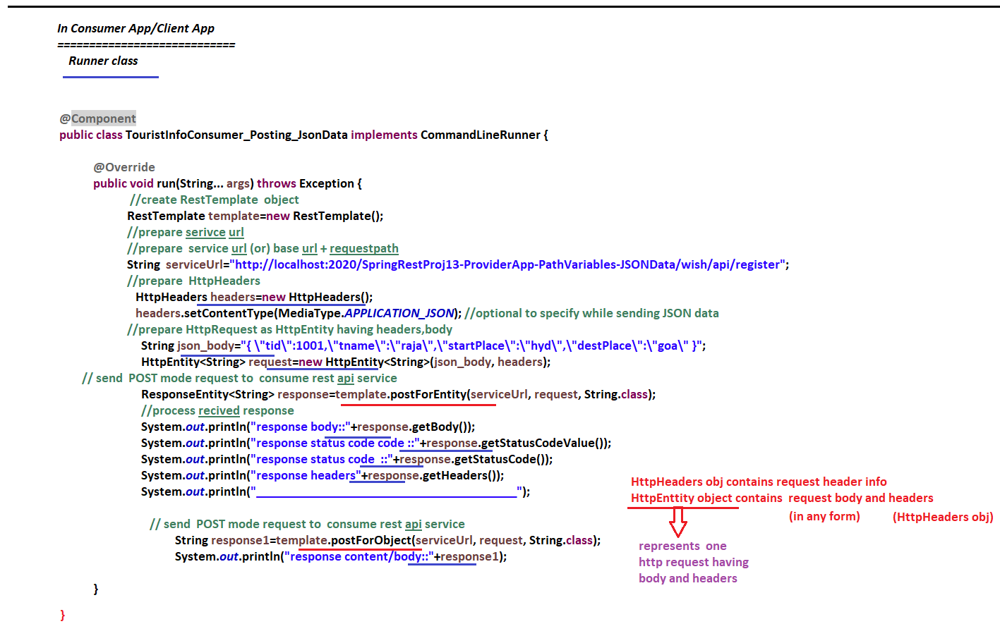 In Consumer App/Client App
============================
Runner class
@Component
public class TouristInfoConsumer_Posting_JsonData implements CommandLineRunner {
@Override
public void run(String... args) throws Exception {
//create RestTemplate  object
RestTemplate template=new RestTemplate();
//prepare serivce url
//prepare  service url (or) base url + requestpath
String  serviceUrl="http://localhost:2020/SpringRestProj13-ProviderApp-PathVariables-JSONData/wish/api/register";
//prepare  HttpHeaders
HttpHeaders headers=new HttpHeaders();
headers.setContentType(MediaType.APPLICATION_JSON); //optional to specify while sending JSON data
//prepare HttpRequest as HttpEntity having headers,body
String json_body="{ \"tid\":1001,\"tname\":\"raja\",\"startPlace\":\"hyd\",\"destPlace\":\"goa\" }";
HttpEntity<String> request=new HttpEntity<String>(json_body, headers);
// send  POST mode request to  consume rest api service
ResponseEntity<String> response=template.postForEntity(serviceUrl, request, String.class);
//process recived response
System.out.println("response body::"+response.getBody());
System.out.println("response status code code ::"+response.getStatusCodeValue());
System.out.println("response status code  ::"+response.getStatusCode());
System.out.println("response headers"+response.getHeaders());
System.out.println("_____________________________________");
HttpHeaders obj contains request header info
HttpEnttity object contains  request body and headers
(in any form) (HttpHeaders obj)
// send  POST mode request to  consume rest api service
String response1=template.postForObject(serviceUrl, request, String.class);
System.out.println("response content/body::"+response1);
represents  one
http request having
body and headers
}
}